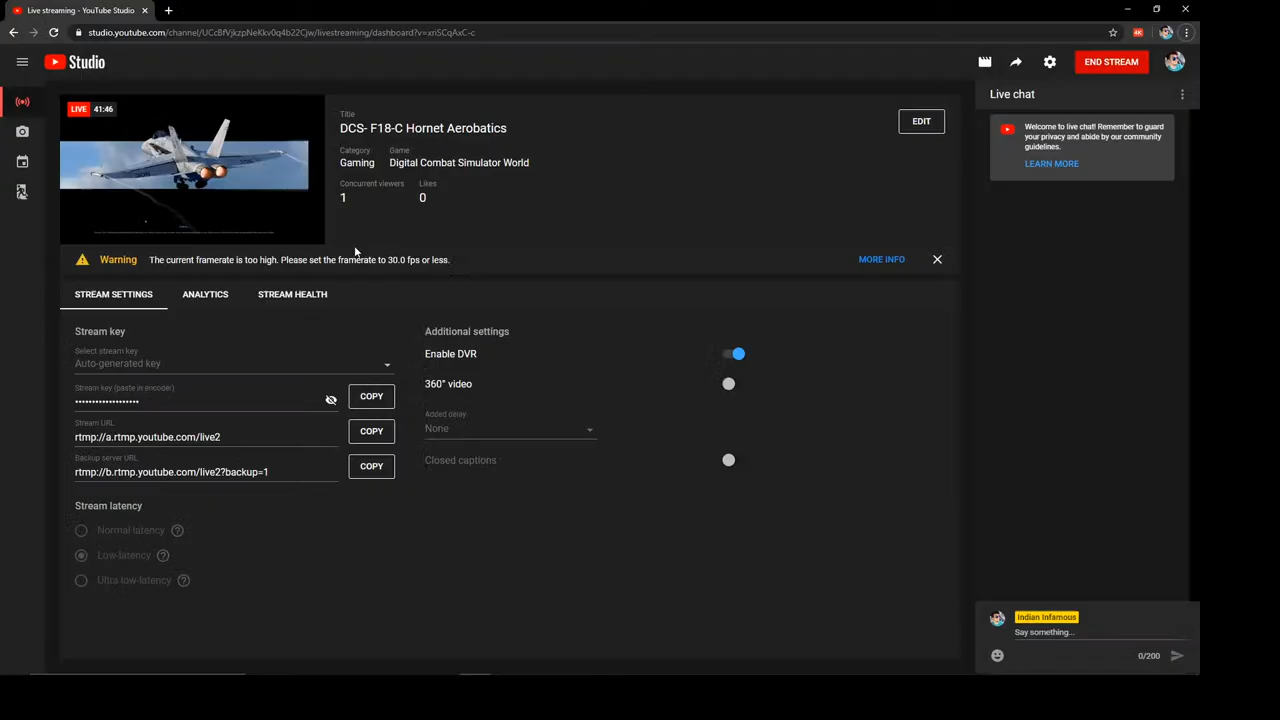 Live streaming - YouTube Studio
studio.youtube.com/channel/UCcBfVjkzpNeKkv0q4b22Cjw/livestreaming/dashboard?v=xriSCqAxC-c
4K
Studio
END STREAM
LIVE 41:46
Title
DCS- F18-C Hornet Aerobatics
EDIT
Category Game
Gaming Digital Combat Simulator World
Concurrent viewers Likes
1 0
Warning The current framerate is too high. Please set the framerate to 30.0 fps or less. MORE INFO
STREAM SETTINGS ANALYTICS STREAM HEALTH
Stream key
Select stream key
Auto-generated key
Stream key (paste in encoder)
•••••••••••••••••••
COPY
Stream URL
rtmp://a.rtmp.youtube.com/live2
COPY
Backup server URL
rtmp://b.rtmp.youtube.com/live2?backup=1
COPY
Stream latency
Normal latency
Low-latency
Ultra low-latency
Additional settings
Enable DVR
360° video
Added delay
None
Closed captions
Live chat
Welcome to live chat! Remember to guard
your privacy and abide by our community
guidelines.
LEARN MORE
Indian Infamous
Say something...
0/200